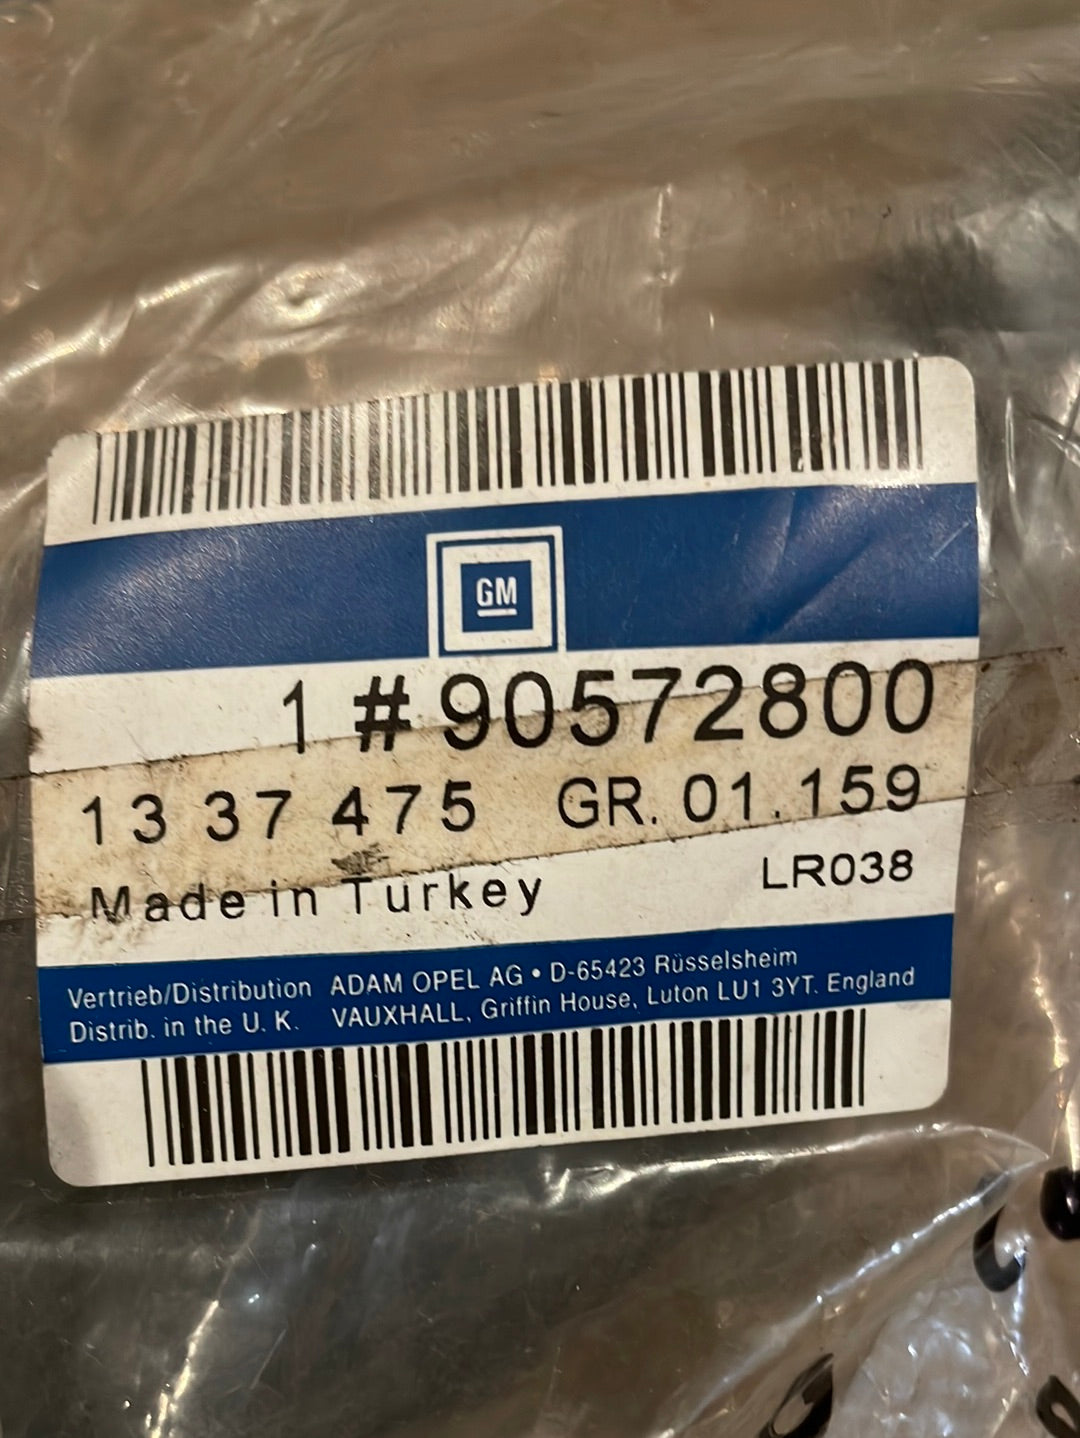 GM
1 #90572800
13 37 475 GR. 01.159
Made in Turkey LR038
Vertrieb/Distribution ADAM OPEL AG • D-65423 Rüsselsheim
Distrib. in the U. K. VAUXHALL, Griffin House, Luton LU1 3YT. England